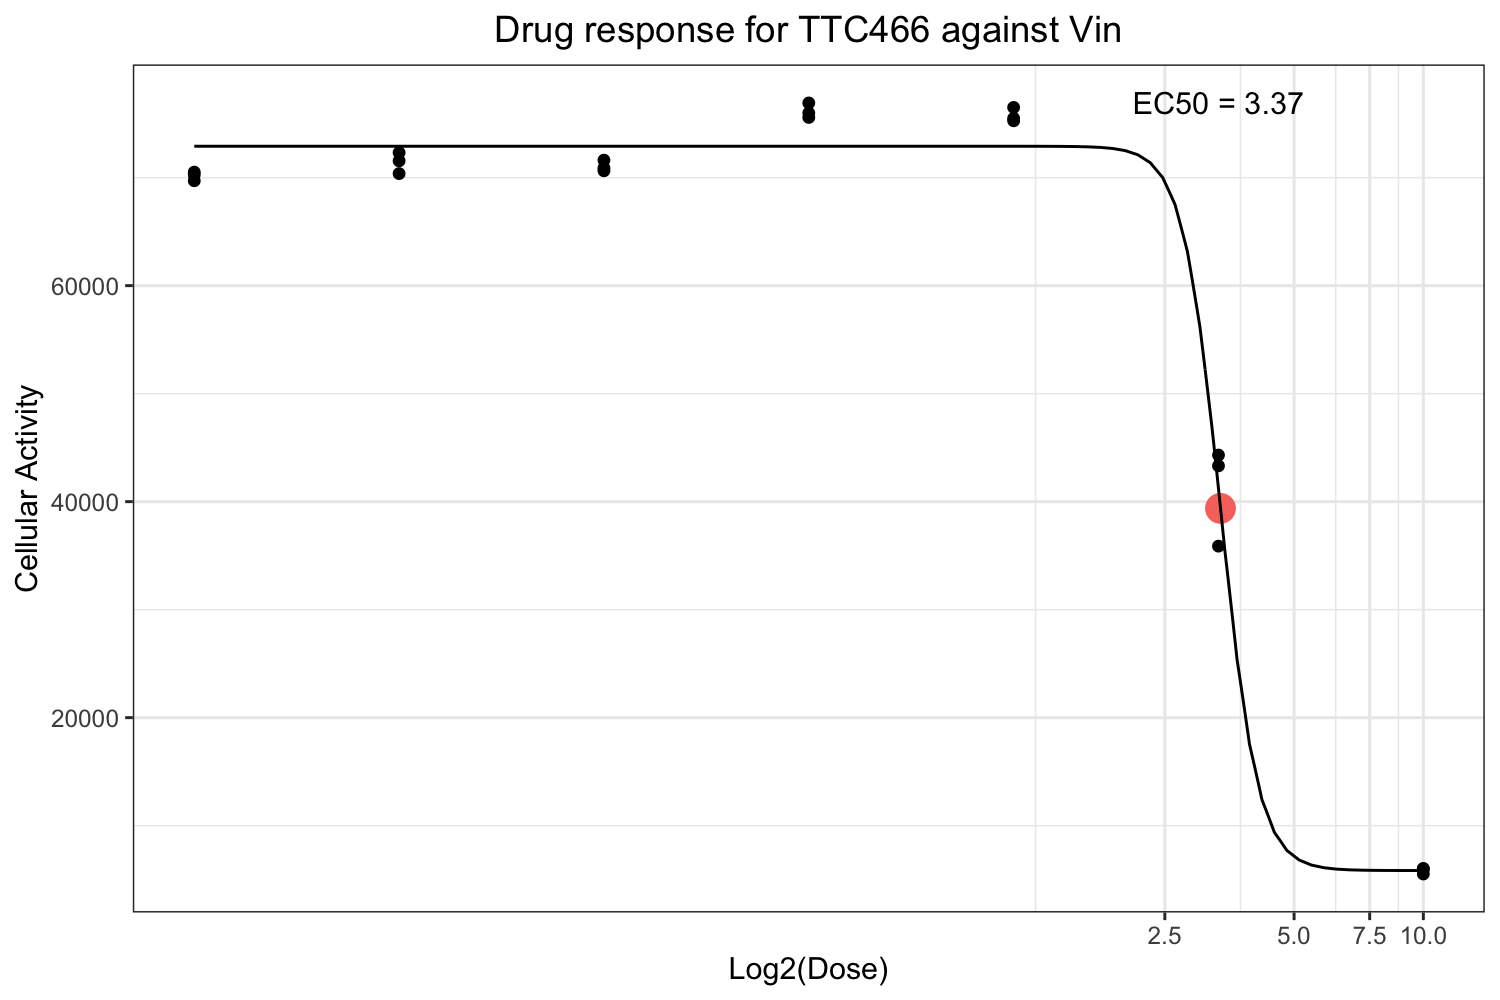 Drug response for TTC466 against Vin
EC50 = 3.37
60000
40000
20000
Cellular Activity
2.5 5.0 7.5 10.0
Log2(Dose)